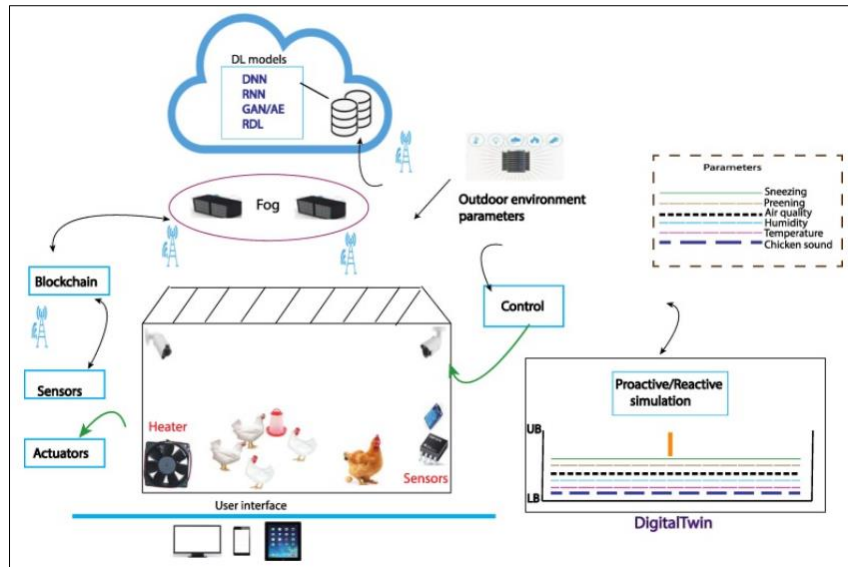 DL models
DNN
RNN
GAN/AE
RDL
Fog
Outdoor environment
parameters
Parameters
Sneezing
Preening
Air quality
Humidity
Temperature
Chicken sound
Blockchain
Control
Sensors
Actuators
Heater
Sensors
Proactive/Reactive
simulation
UB
LB
DigitalTwin
User interface